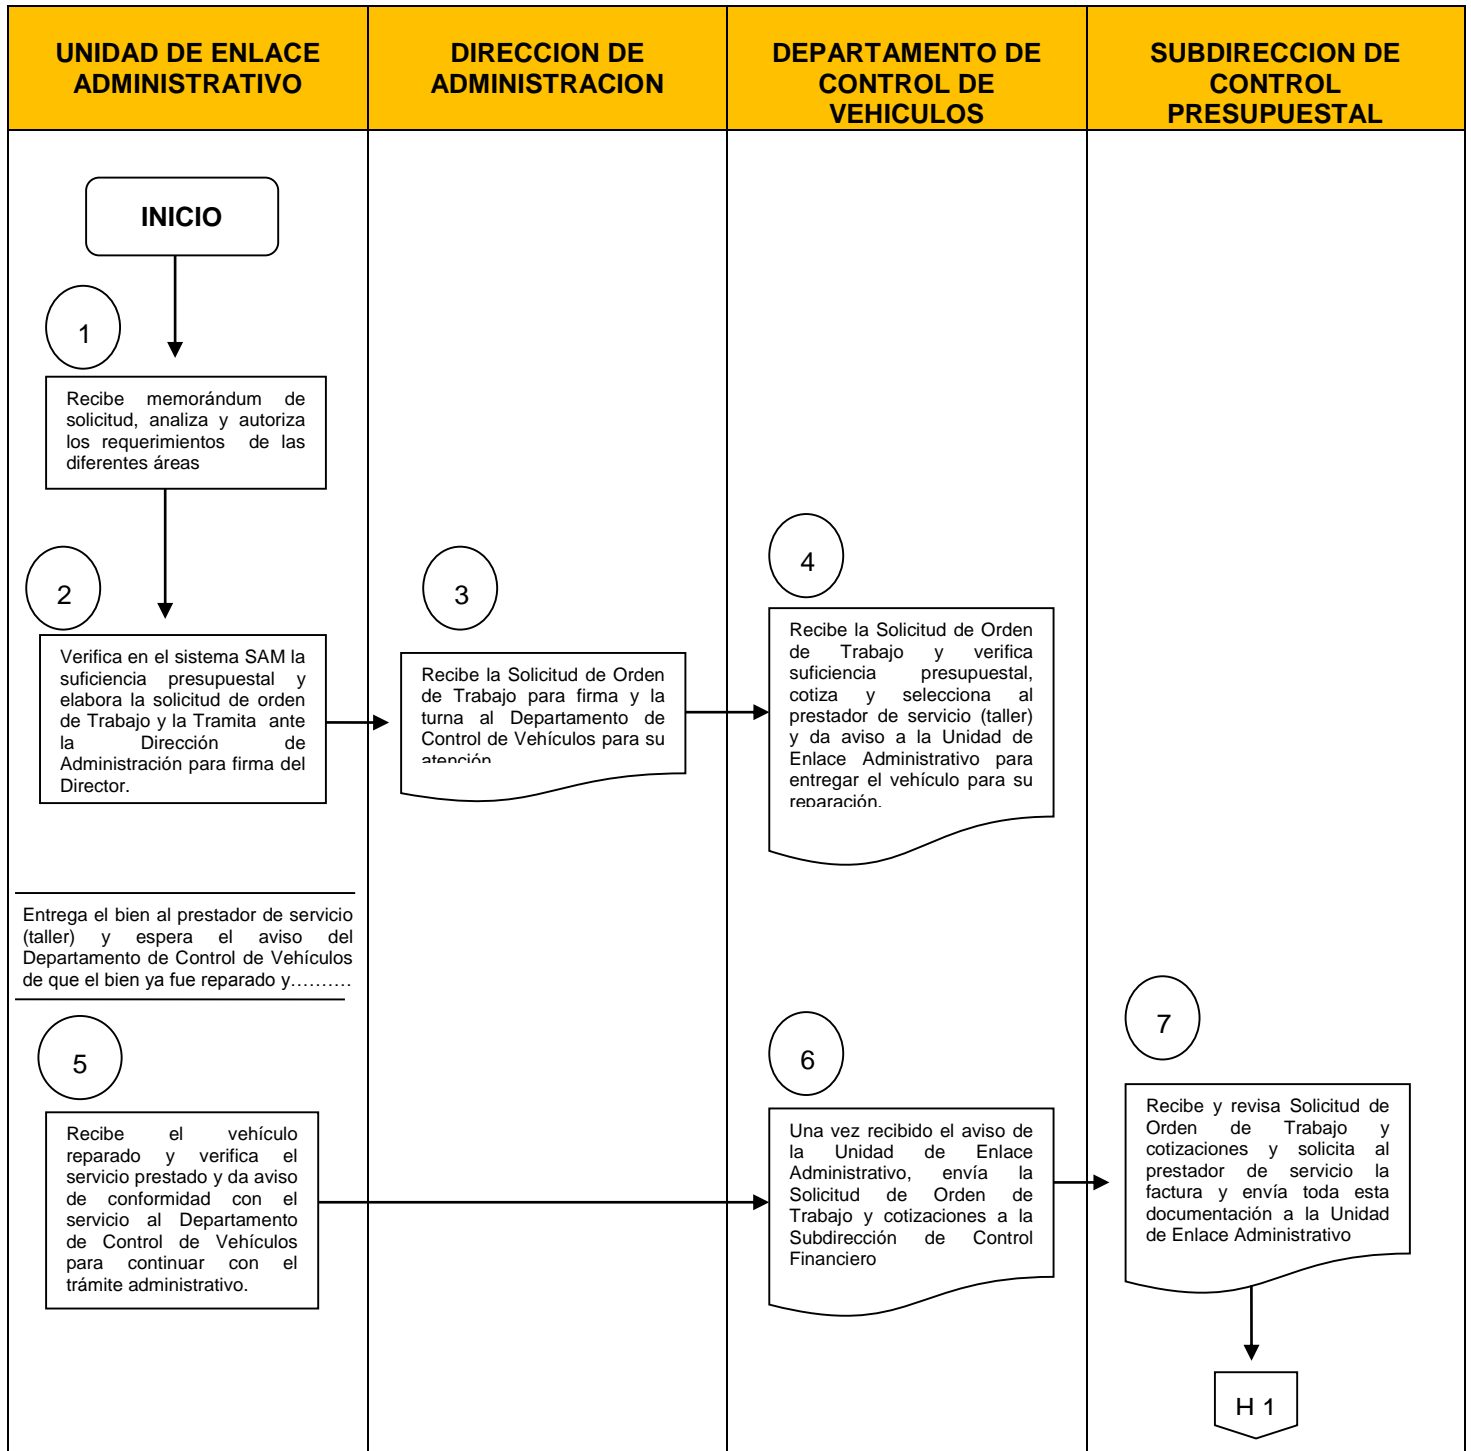 UNIDAD DE ENLACE
ADMINISTRATIVO
DIRECCION DE
ADMINISTRACION
DEPARTAMENTO DE
CONTROL DE
VEHICULOS
SUBDIRECCION DE
CONTROL
PRESUPUESTAL
INICIO
1
Recibe memorándum de
solicitud, analiza y autoriza
los requerimientos de las
diferentes áreas
2
Verifica en el sistema SAM la
suficiencia presupuestal y
elabora la solicitud de orden
de Trabajo y la Tramita ante
la Dirección de
Administración para firma del
Director.
3
Recibe la Solicitud de Orden
de Trabajo para firma y la
turna al Departamento de
Control de Vehículos para su
atención
4
Recibe la Solicitud de Orden
de Trabajo y verifica
suficiencia presupuestal,
cotiza y selecciona al
prestador de servicio (taller)
y da aviso a la Unidad de
Enlace Administrativo para
entregar el vehículo para su
reparación.
Entrega el bien al prestador de servicio
(taller) y espera el aviso del
Departamento de Control de Vehículos
de que el bien ya fue reparado y……….
5
Recibe el vehículo
reparado y verifica el
servicio prestado y da aviso
de conformidad con el
servicio al Departamento
de Control de Vehículos
para continuar con el
trámite administrativo.
6
Una vez recibido el aviso de
la Unidad de Enlace
Administrativo, envía la
Solicitud de Orden de
Trabajo y cotizaciones a la
Subdirección de Control
Financiero
7
Recibe y revisa Solicitud de
Orden de Trabajo y
cotizaciones y solicita al
prestador de servicio la
factura y envía toda esta
documentación a la Unidad
de Enlace Administrativo
H 1